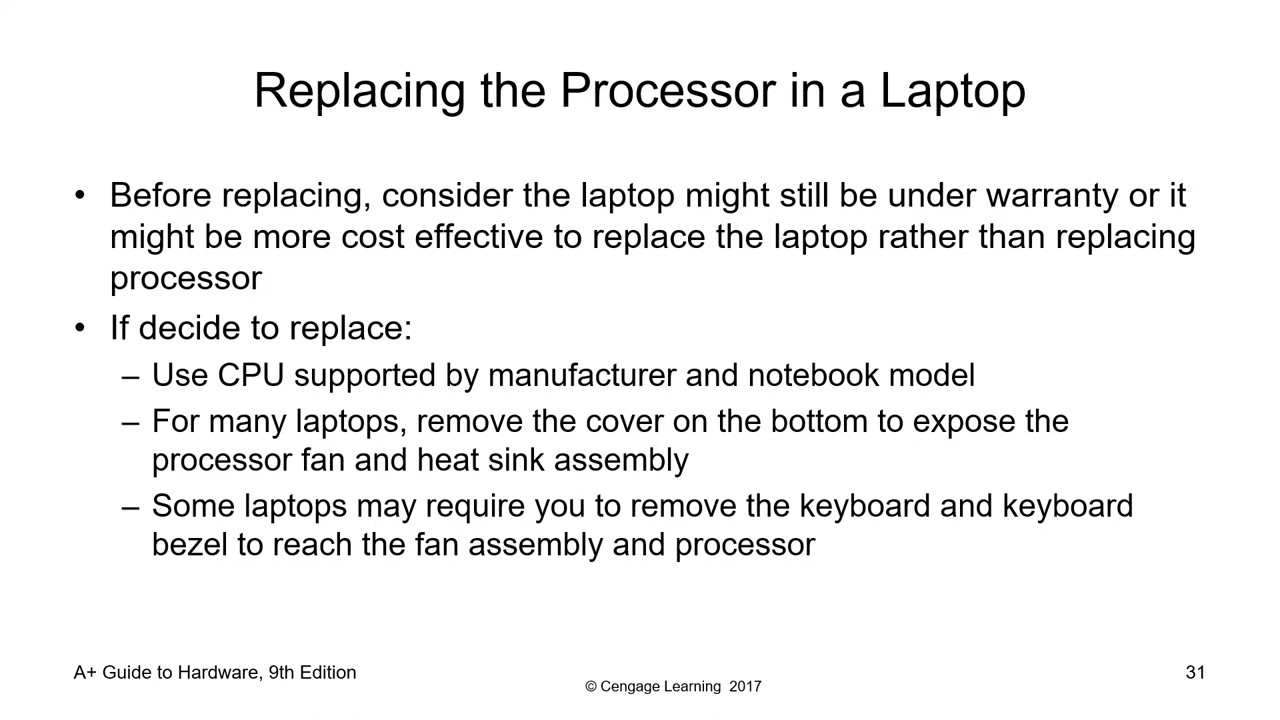 Replacing the Processor in a Laptop
• Before replacing, consider the laptop might still be under warranty or it
might be more cost effective to replace the laptop rather than replacing
processor
• If decide to replace:
– Use CPU supported by manufacturer and notebook model
– For many laptops, remove the cover on the bottom to expose the
processor fan and heat sink assembly
– Some laptops may require you to remove the keyboard and keyboard
bezel to reach the fan assembly and processor
A+ Guide to Hardware, 9th Edition
© Cengage Learning 2017
31